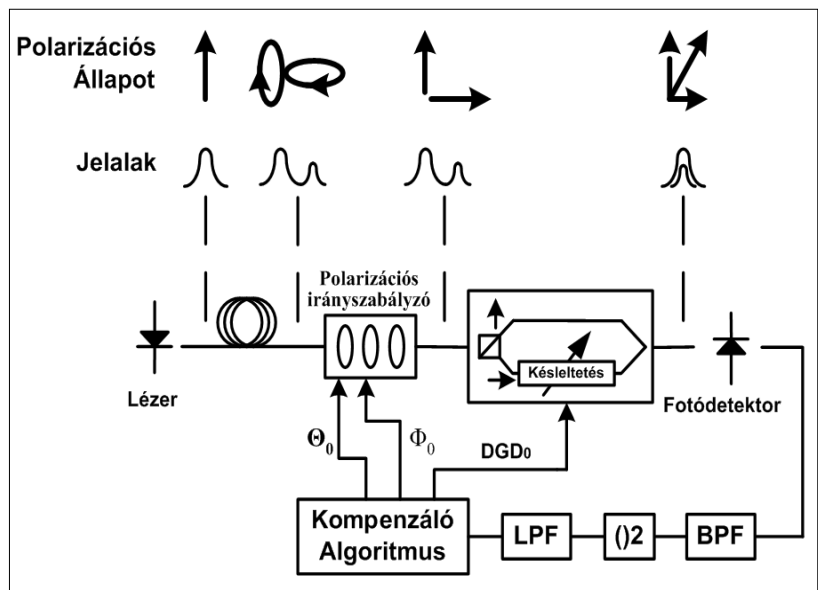 Polarizációs
Állapot
Jelalak
Polarizációs
irányszabályzó
Késleltetés
Lézer
Fotódetektor
Θ0
Φ0
DGD0
Kompenzáló
Algoritmus
LPF
()2
BPF